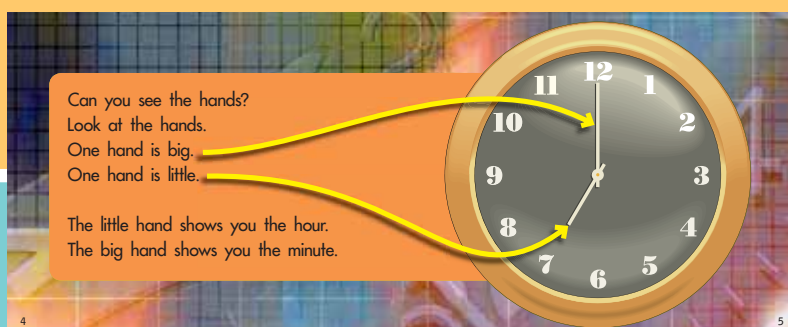 Can you see the hands?
Look at the hands.
One hand is big.
One hand is little.
The little hand shows you the hour.
The big hand shows you the minute.
12
1
2
3
4
5
6
7
8
9
10
11
4
5